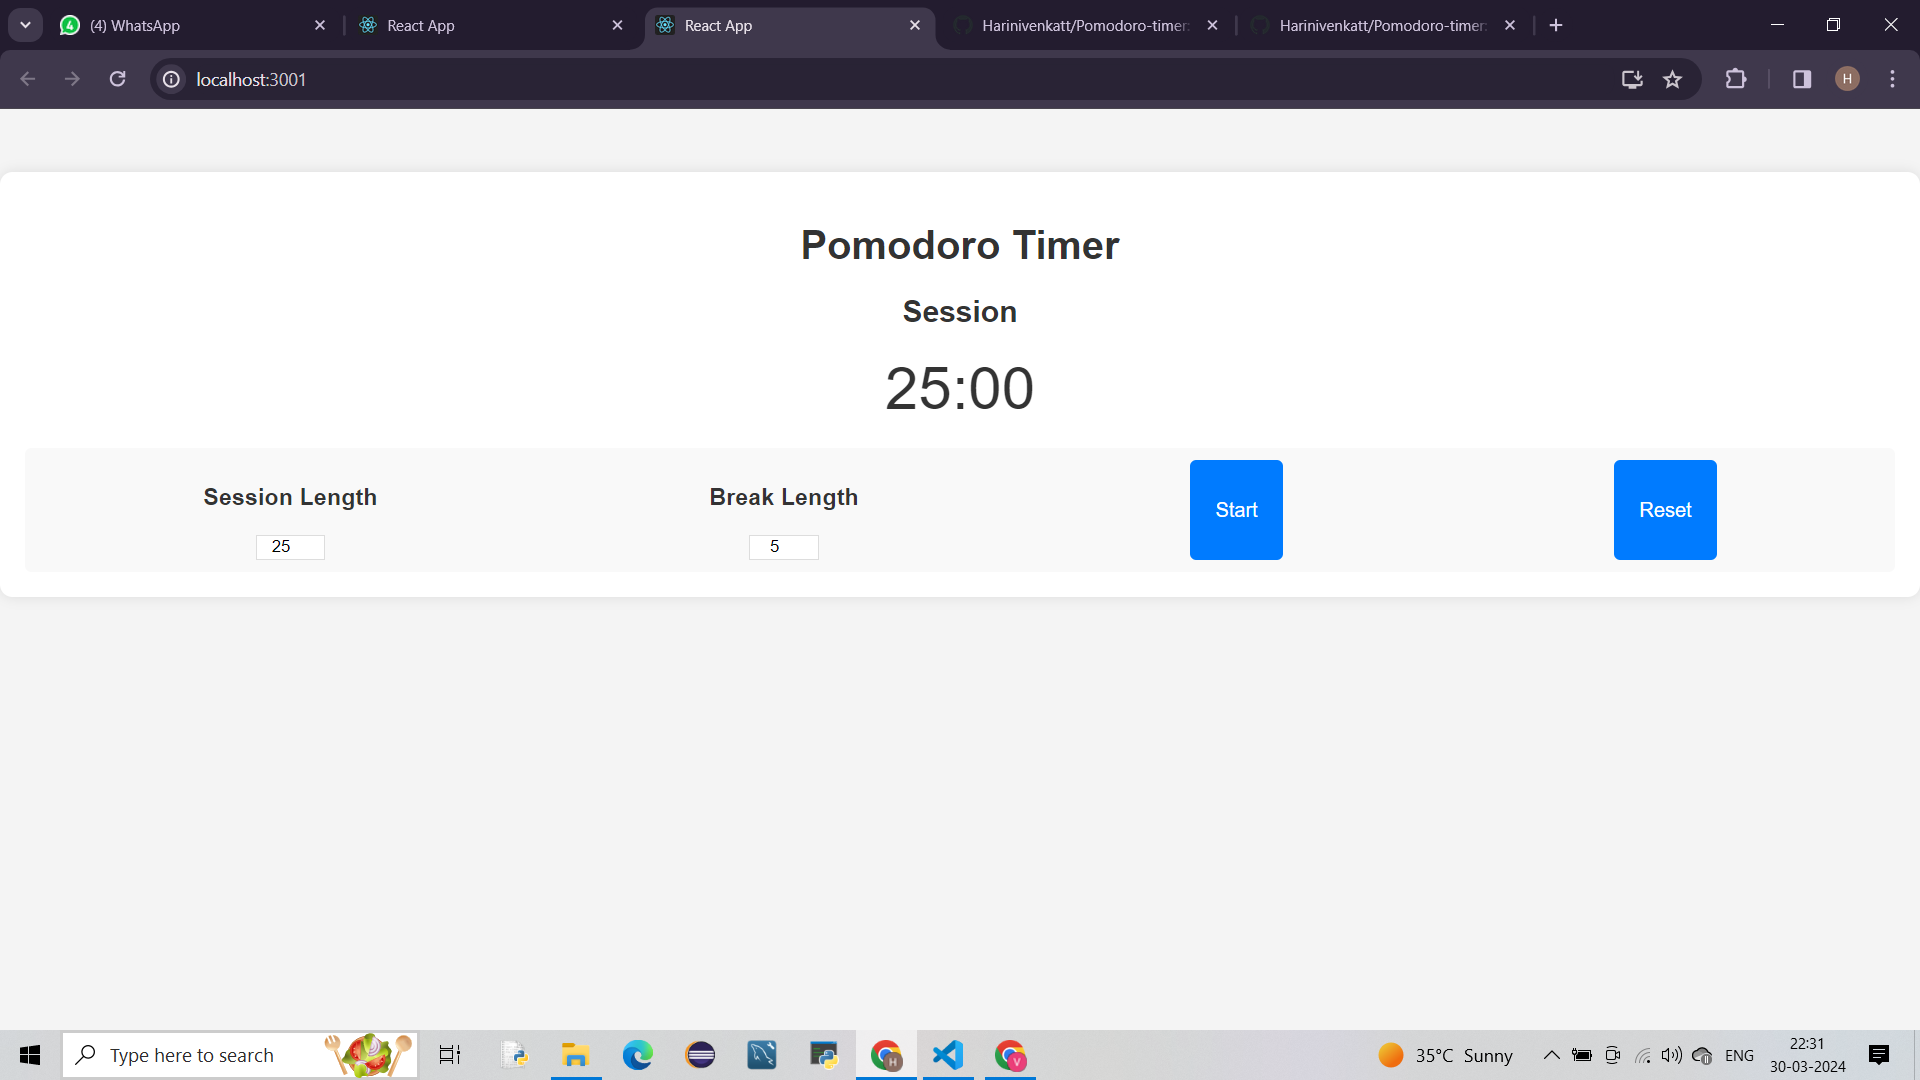 (4) WhatsApp
React App
React App
Harinivenkatt/Pomodoro-timer
Harinivenkatt/Pomodoro-timer
localhost:3001
H
Pomodoro Timer
Session
25:00
Session Length
Break Length
Start
Reset
25
5
Type here to search
H
V
35°C Sunny
ENG
22:31
30-03-2024